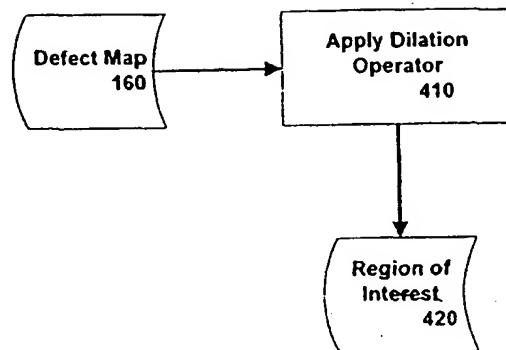 Defect Map
160
Apply Dilation
Operator
410
Region of
Interest
420